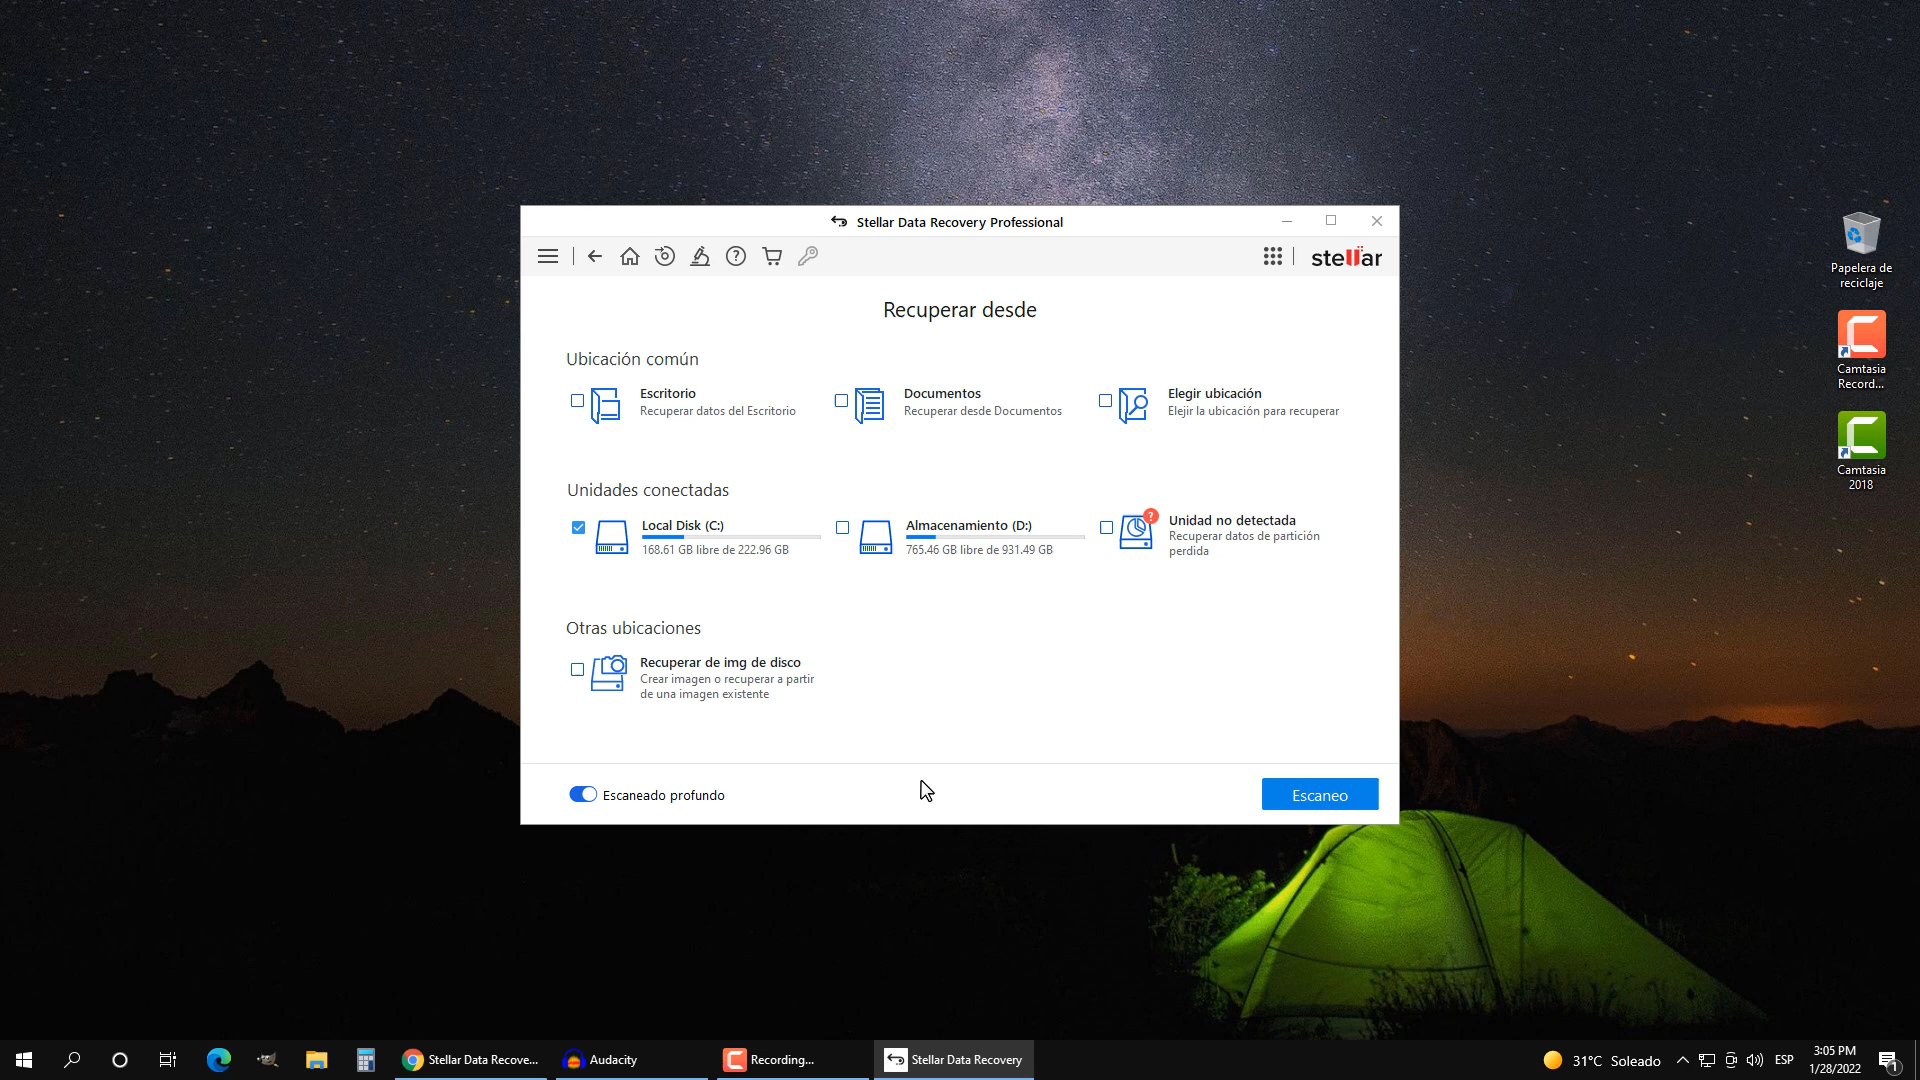 Stellar Data Recovery Professional
stellar
Recuperar desde
Ubicación común
Escritorio
Recuperar datos del Escritorio
Documentos
Recuperar desde Documentos
Elegir ubicación
Elejir la ubicación para recuperar
Unidades conectadas
Local Disk (C:)
168.61 GB libre de 222.96 GB
Almacenamiento (D:)
765.46 GB libre de 931.49 GB
?
Unidad no detectada
Recuperar datos de partición
perdida
Otras ubicaciones
Recuperar de img de disco
Crear imagen o recuperar a partir
de una imagen existente
Escaneado profundo
Escaneo
Papelera de
reciclaje
Camtasia
Record...
Camtasia
2018
Stellar Data Recove...
Audacity
Recording...
Stellar Data Recovery
31°C Soleado
ESP
3:05 PM
1/28/2022
1